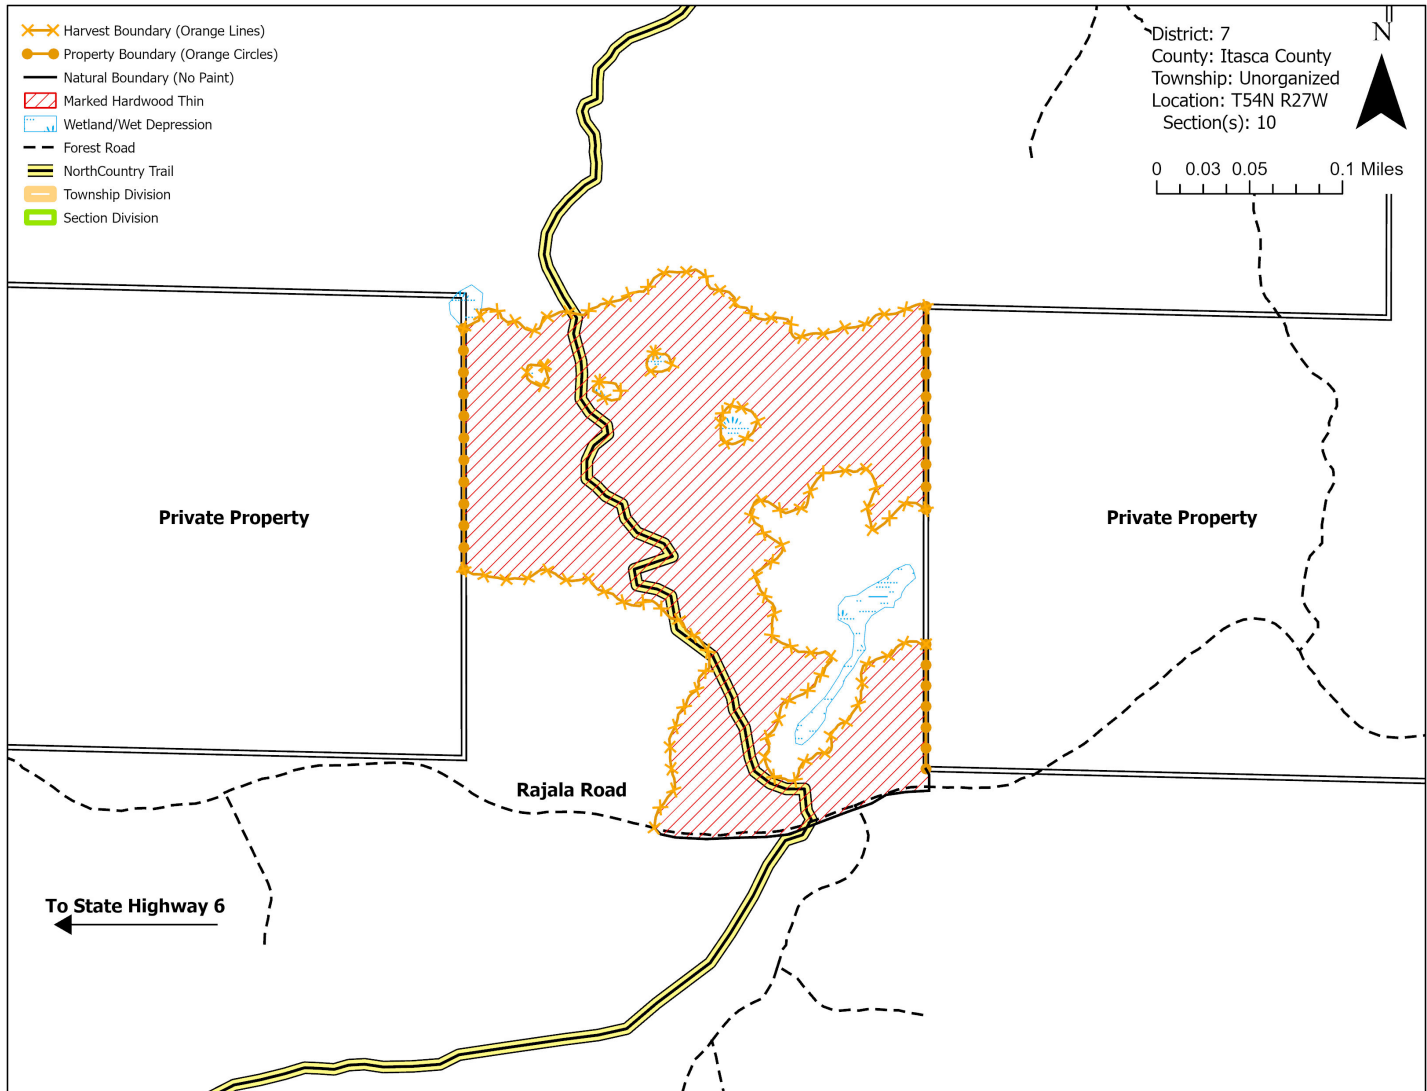 Harvest Boundary (Orange Lines)
Property Boundary (Orange Circles)
Natural Boundary (No Paint)
Marked Hardwood Thin
Wetland/Wet Depression
Forest Road
NorthCountry Trail
Township Division
Section Division
District: 7
County: Itasca County
Township: Unorganized
Location: T54N R27W
Section(s): 10
N
0 0.03 0.05 0.1 Miles
Private Property
Private Property
Rajala Road
To State Highway 6